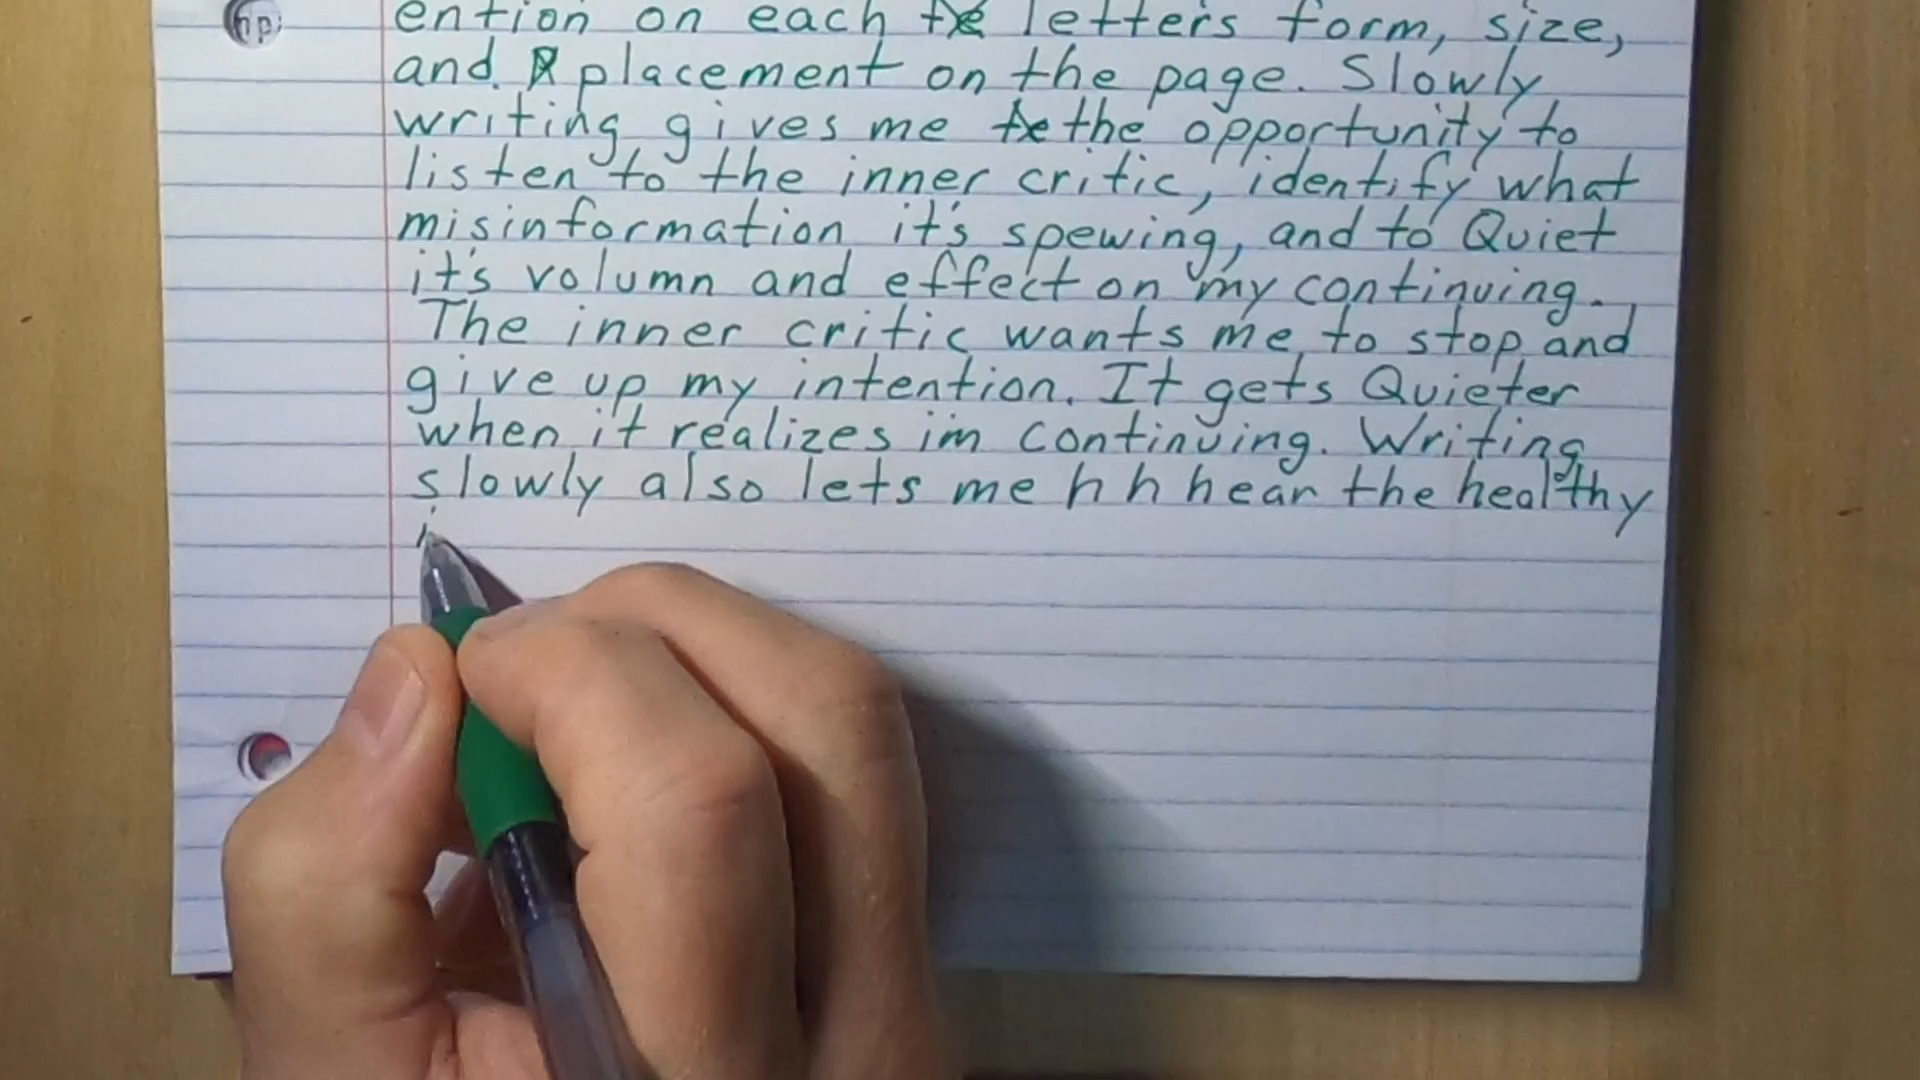 hp
ention on each te letters form, size,
and p placement on the page. Slowly
writing gives me te the opportunity to
listen to the inner critic, identify what
misinformation it's spewing, and to Quiet
it's volumn and effect on my continuing.
The inner critic wants me to stop and
give up my intention. It gets Quieter
when it realizes im continuing. Writing
slowly also lets me h h hear the healthy
i